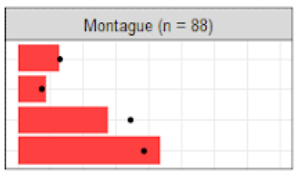 Montague (n = 88)